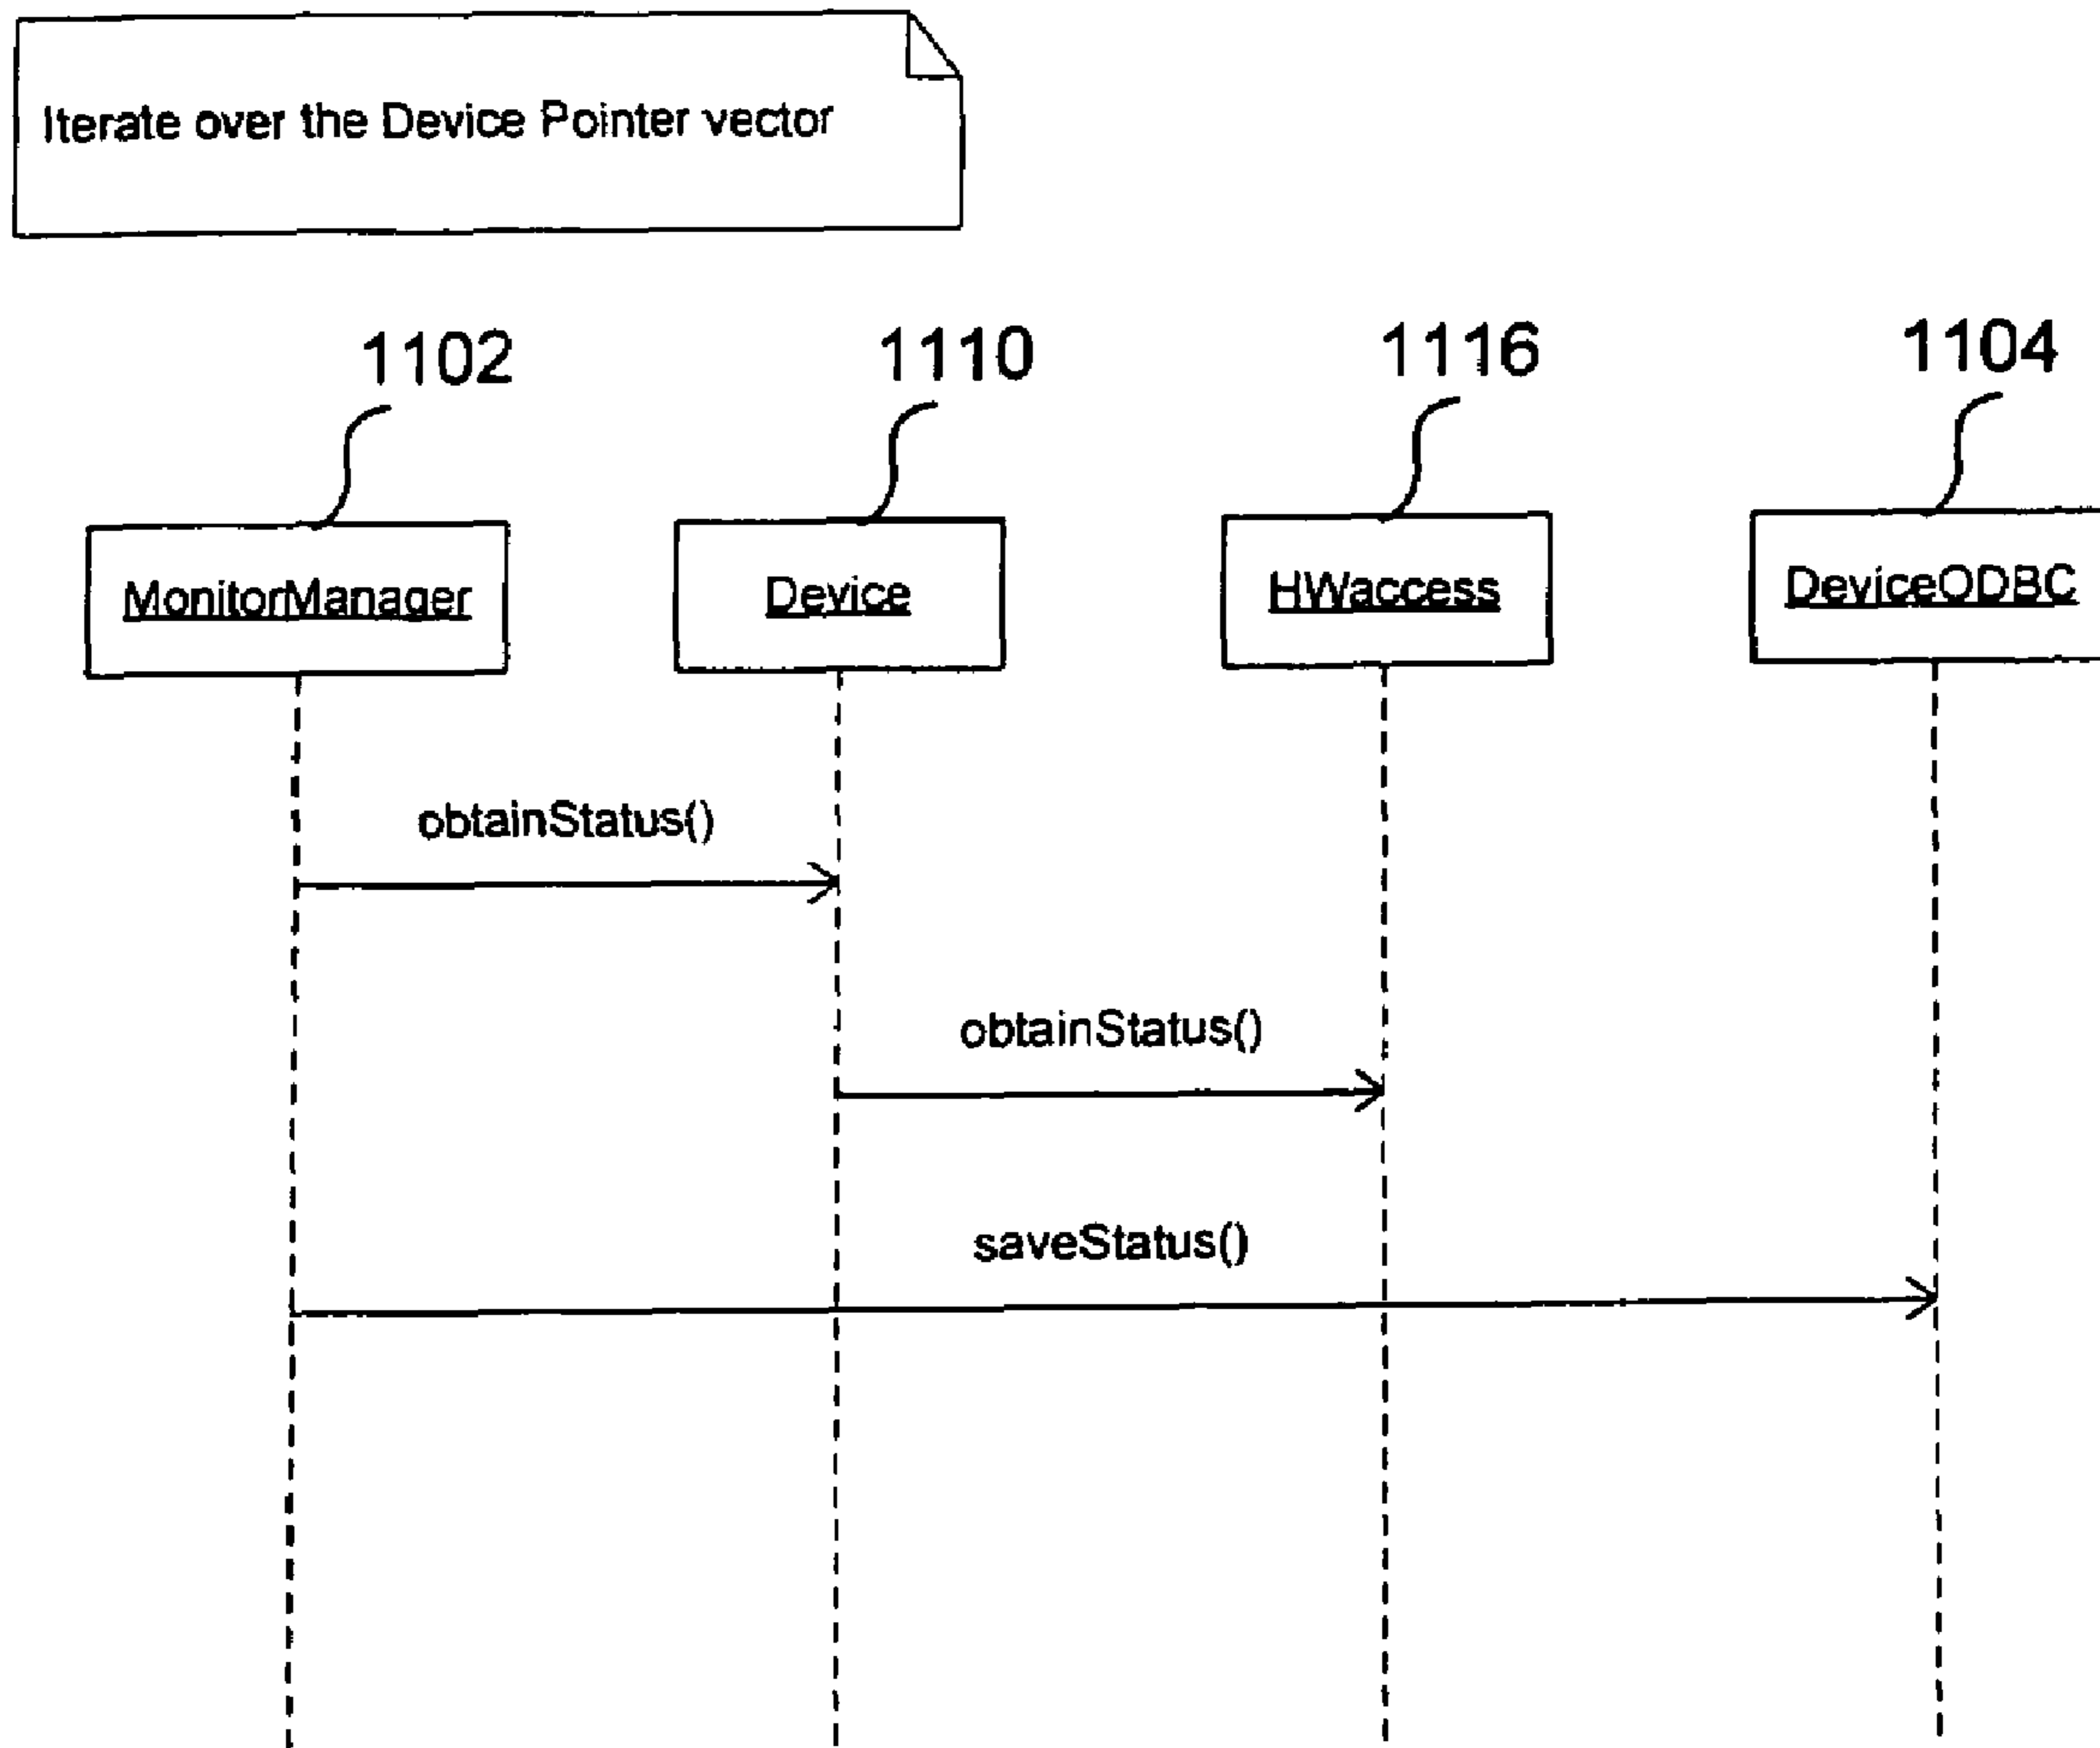 Iterate over the Device Pointer vector
1102 1110 1116 1104
MonitorManager Device HWaccess DeviceODBC
obtainStatus()
obtainStatus()
saveStatus()